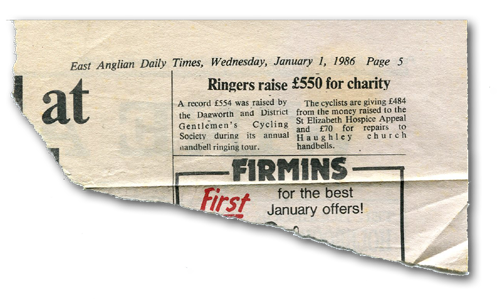 East Anglian Daily Times, Wednesday, January 1, 1986 Page 5
at
Ringers raise £550 for charity
A record £554 was raised by
the Dagworth and District
Gentlemen's Cycling
Society during its annual
handbell ringing tour.
The cyclists are giving £484
from the money raised to the
St Elizabeth Hospice Appeal
and £70 for repairs to
Haughley church
handbells.
FIRMINS
First
for the best
January offers!